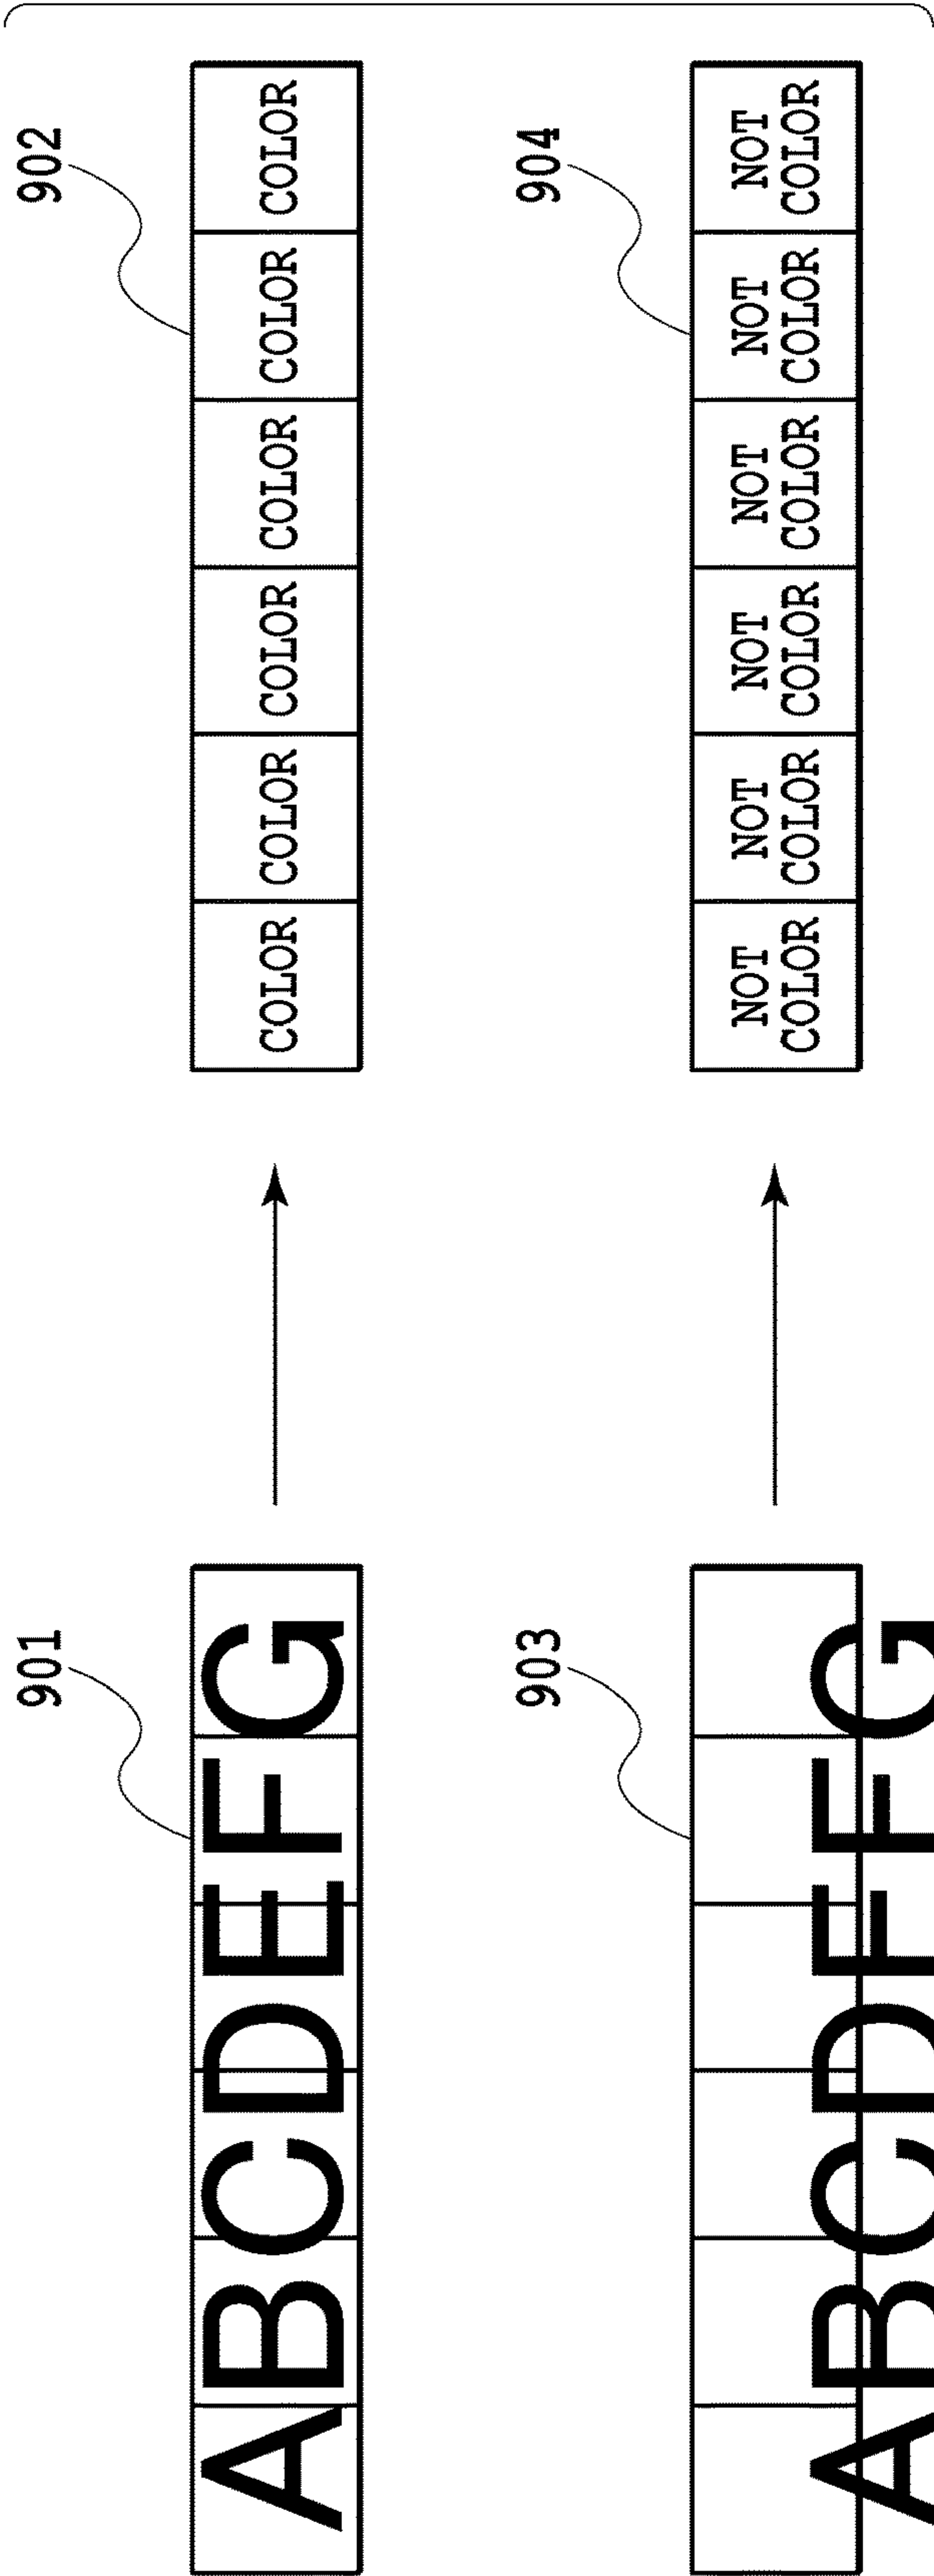 901 902
ABCDEFG COLOR COLOR COLOR COLOR COLOR COLOR
903 904
NOT NOT NOT NOT NOT NOT
COLOR COLOR COLOR COLOR COLOR COLOR
ABCDEFG